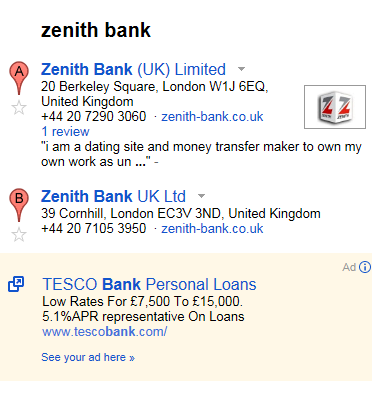 zenith bank
A
Zenith Bank (UK) Limited
20 Berkeley Square, London W1J 6EQ,
United Kingdom
+44 20 7290 3060 · zenith-bank.co.uk
1 review
"i am a dating site and money transfer maker to own my
own work as un ..." -
B
Zenith Bank UK Ltd
39 Cornhill, London EC3V 3ND, United Kingdom
+44 20 7105 3950 · zenith-bank.co.uk
Ad
TESCO Bank Personal Loans
Low Rates For £7,500 To £15,000.
5.1%APR representative On Loans
www.tescobank.com/
See your ad here »